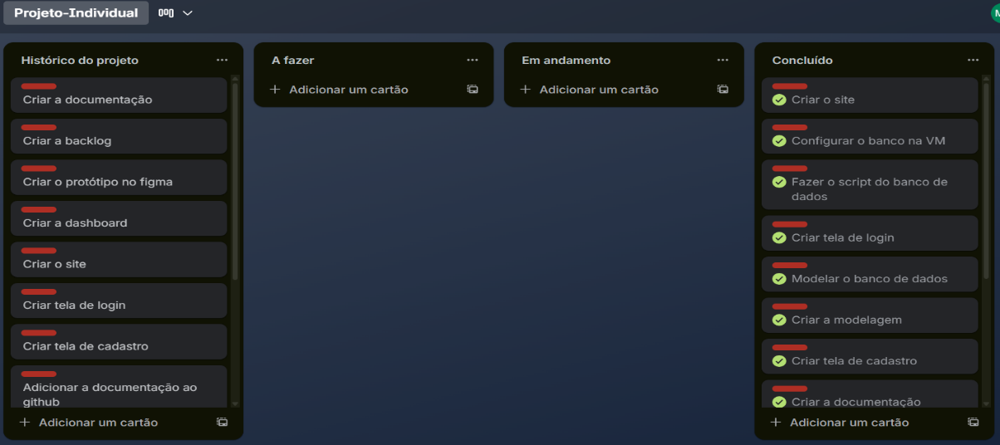 Projeto-Individual
M
Histórico do projeto
Criar a documentação
Criar a backlog
Criar o protótipo no figma
Criar a dashboard
Criar o site
Criar tela de login
Criar tela de cadastro
Adicionar a documentação ao
github
Adicionar um cartão
A fazer
Adicionar um cartão
Em andamento
Adicionar um cartão
Concluído
Criar o site
Configurar o banco na VM
Fazer o script do banco de
dados
Criar tela de login
Modelar o banco de dados
Criar a modelagem
Criar tela de cadastro
Criar a documentação
Adicionar um cartão